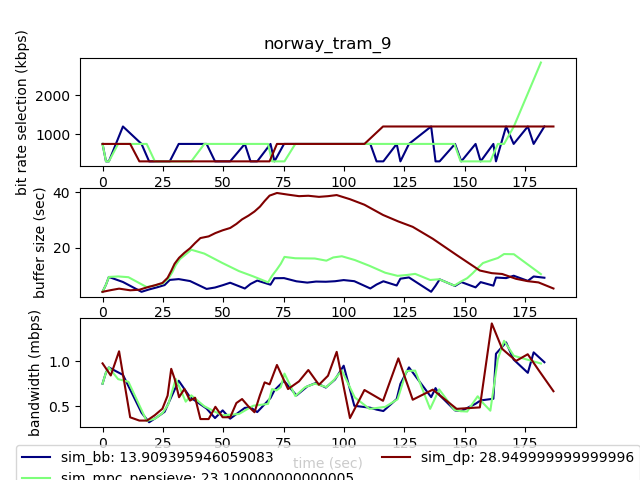 norway_tram_9
bit rate selection (kbps)
2000
1000
0 25 50 75 100 125 150 175
buffer size (sec)
40
20
0 25 50 75 100 125 150 175
bandwidth (mbps)
1.0
0.5
0 25 50 75 100 125 150 175
time (sec)
sim_bb: 13.909395946059083
sim_dp: 28.949999999999996
sim_mpc_pensieve: 23.100000000000005